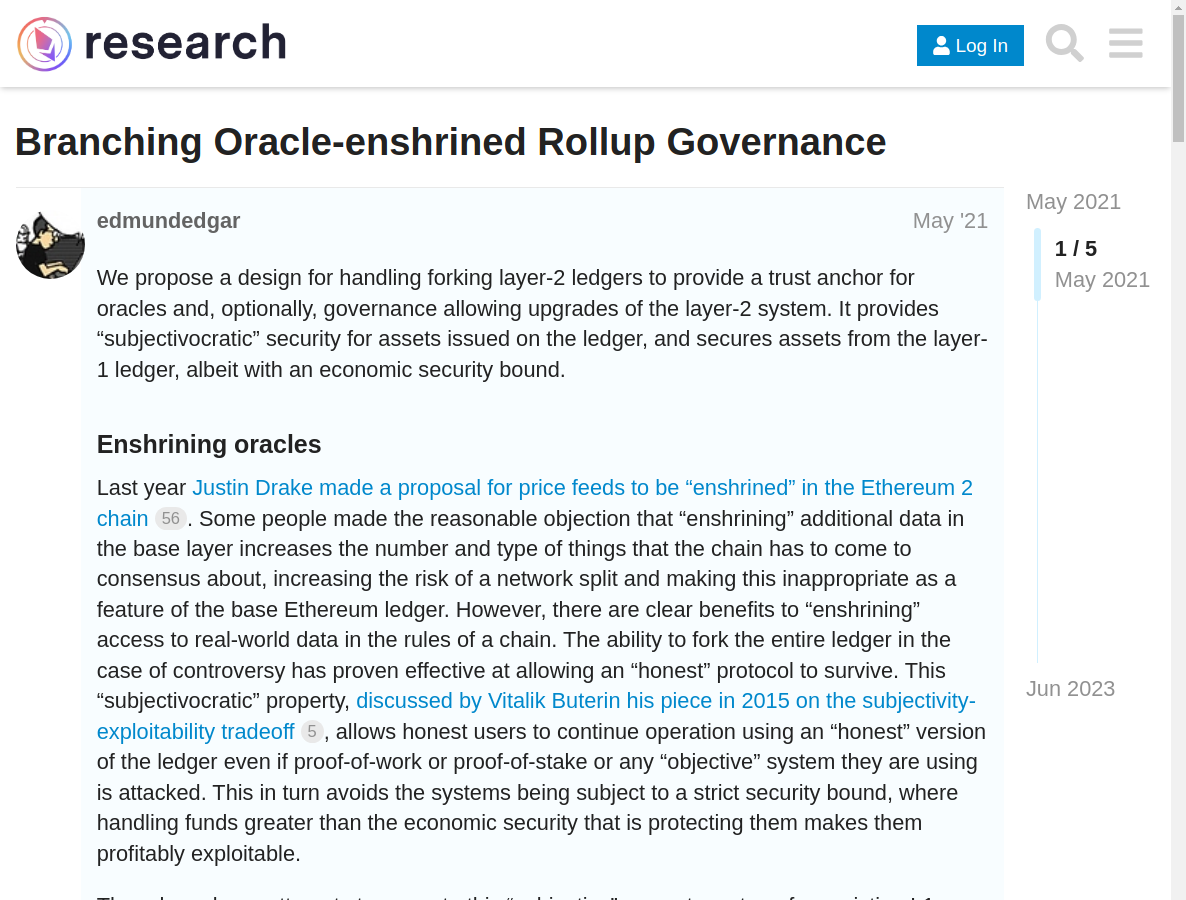 research
Log In
Branching Oracle-enshrined Rollup Governance
edmundedgar
May '21
We propose a design for handling forking layer-2 ledgers to provide a trust anchor for
oracles and, optionally, governance allowing upgrades of the layer-2 system. It provides
“subjectivocratic” security for assets issued on the ledger, and secures assets from the layer-
1 ledger, albeit with an economic security bound.
Enshrining oracles
Last year Justin Drake made a proposal for price feeds to be “enshrined” in the Ethereum 2
chain 56. Some people made the reasonable objection that “enshrining” additional data in
the base layer increases the number and type of things that the chain has to come to
consensus about, increasing the risk of a network split and making this inappropriate as a
feature of the base Ethereum ledger. However, there are clear benefits to “enshrining”
access to real-world data in the rules of a chain. The ability to fork the entire ledger in the
case of controversy has proven effective at allowing an “honest” protocol to survive. This
“subjectivocratic” property, discussed by Vitalik Buterin his piece in 2015 on the subjectivity-
exploitability tradeoff 5, allows honest users to continue operation using an “honest” version
of the ledger even if proof-of-work or proof-of-stake or any “objective” system they are using
is attacked. This in turn avoids the systems being subject to a strict security bound, where
handling funds greater than the economic security that is protecting them makes them
profitably exploitable.
May 2021
1 / 5
May 2021
Jun 2023